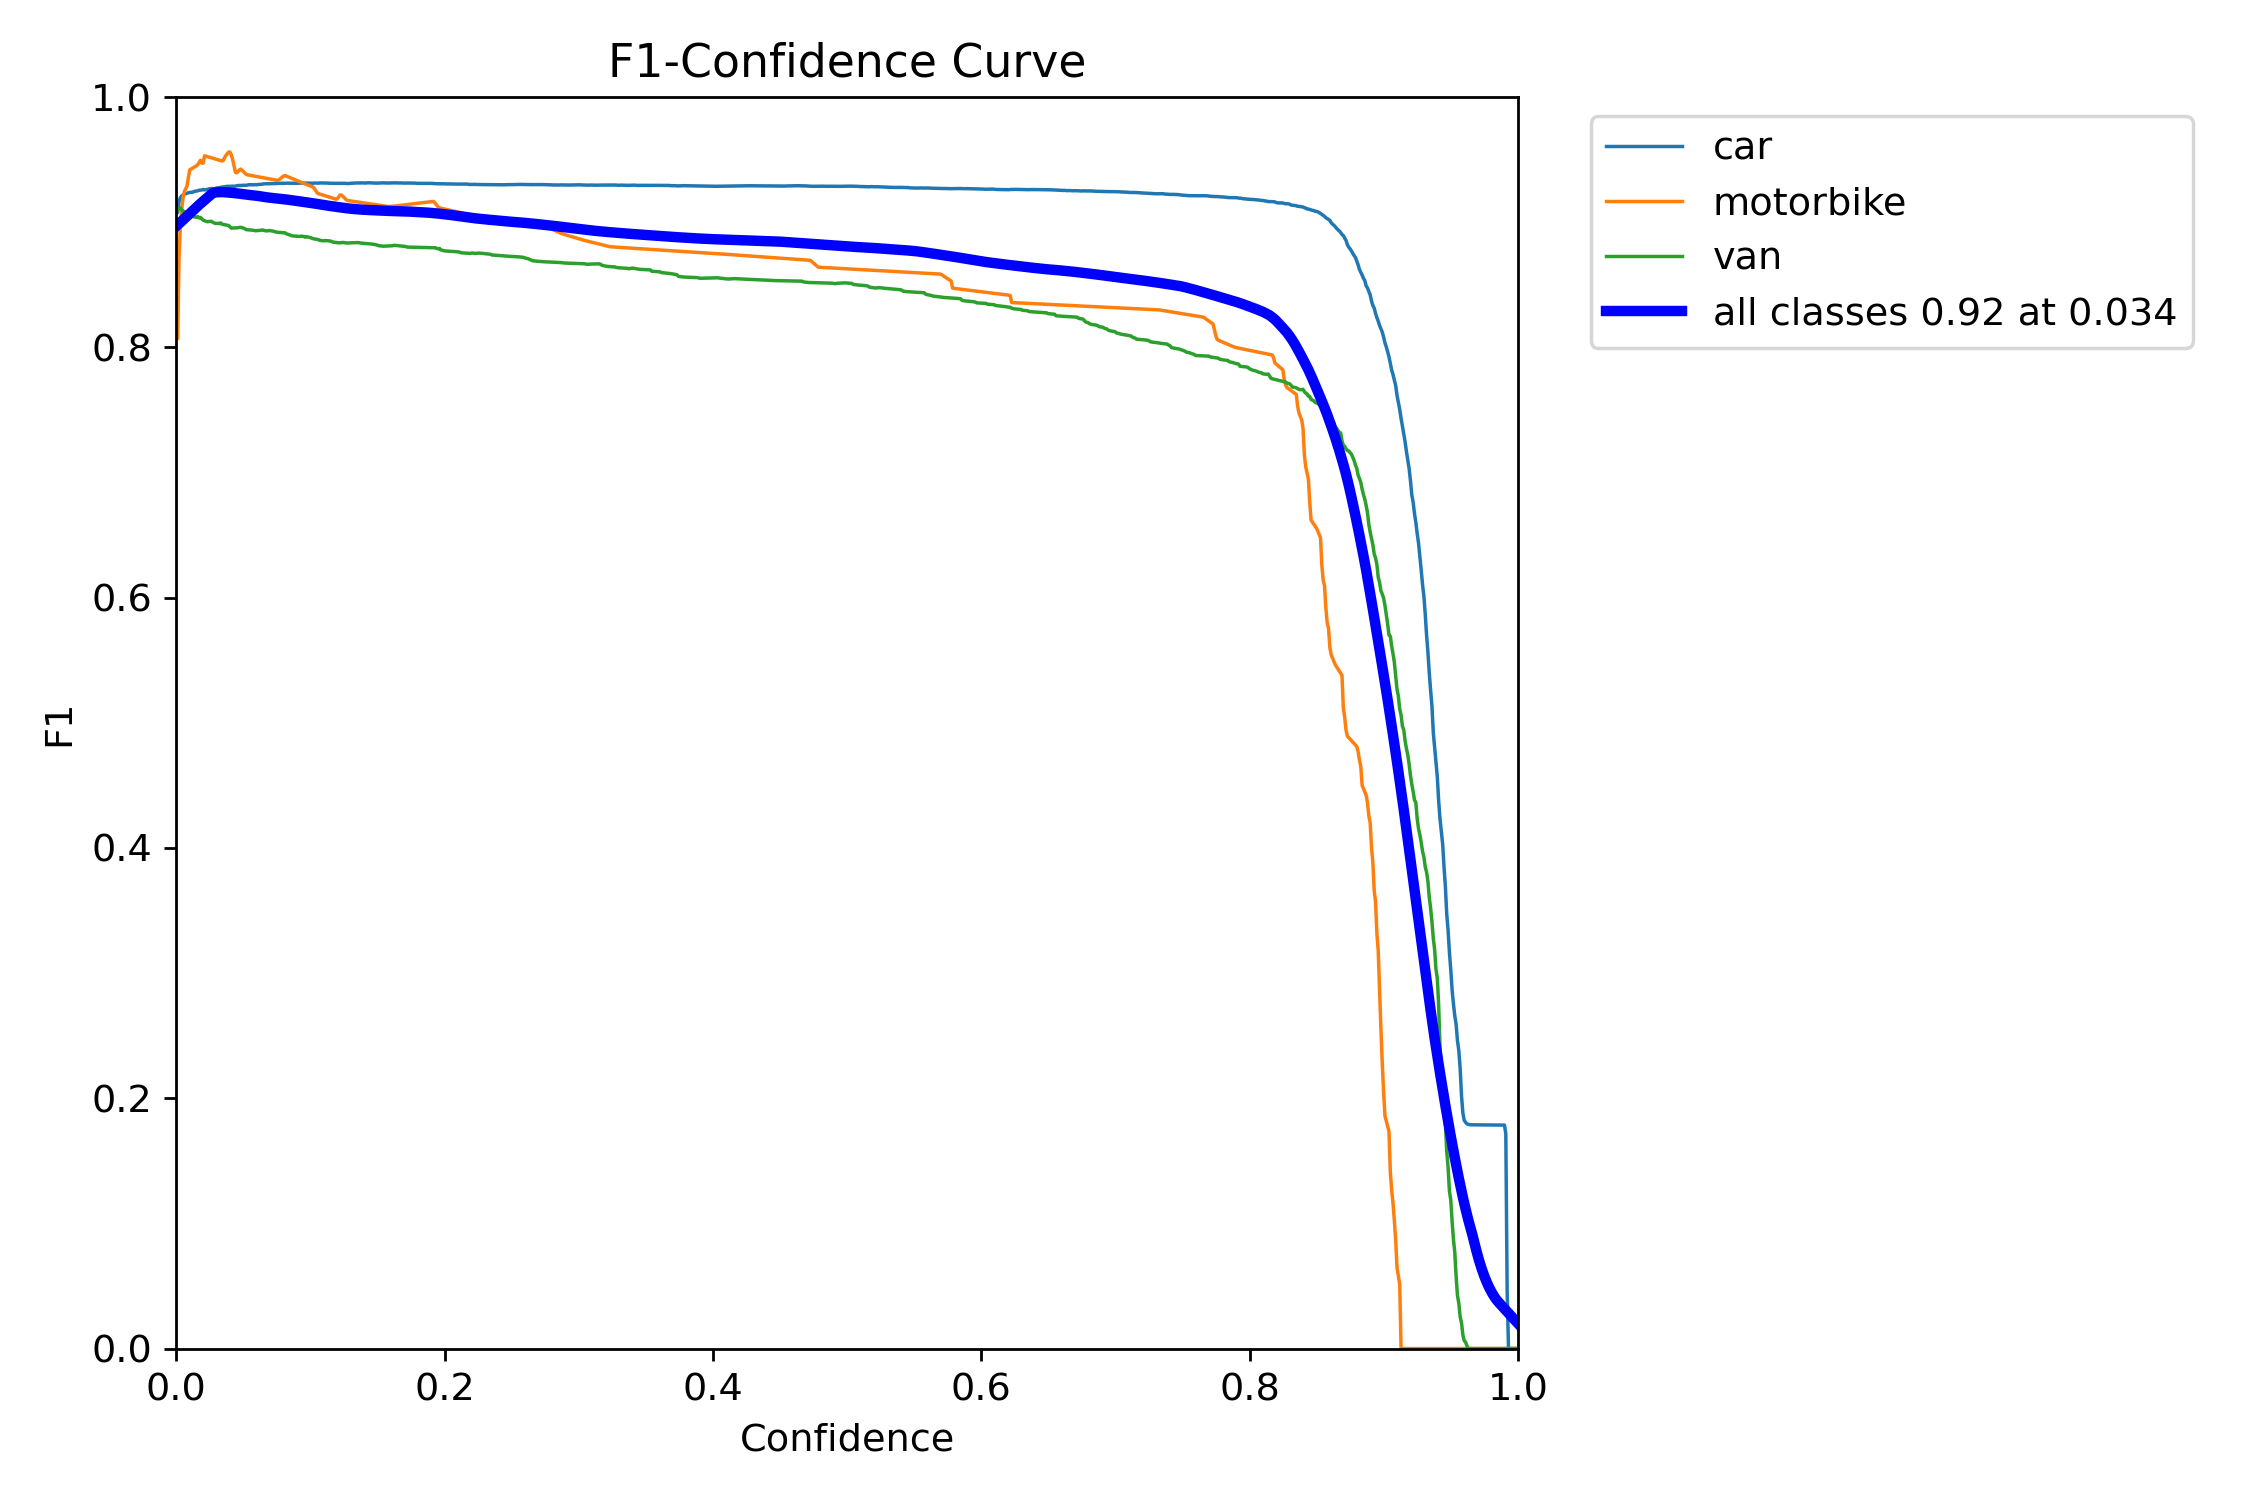 F1-Confidence Curve
1.0
0.8
0.6
0.4
0.2
0.0
F1
0.0 0.2 0.4 0.6 0.8 1.0
Confidence
car
motorbike
van
all classes 0.92 at 0.034